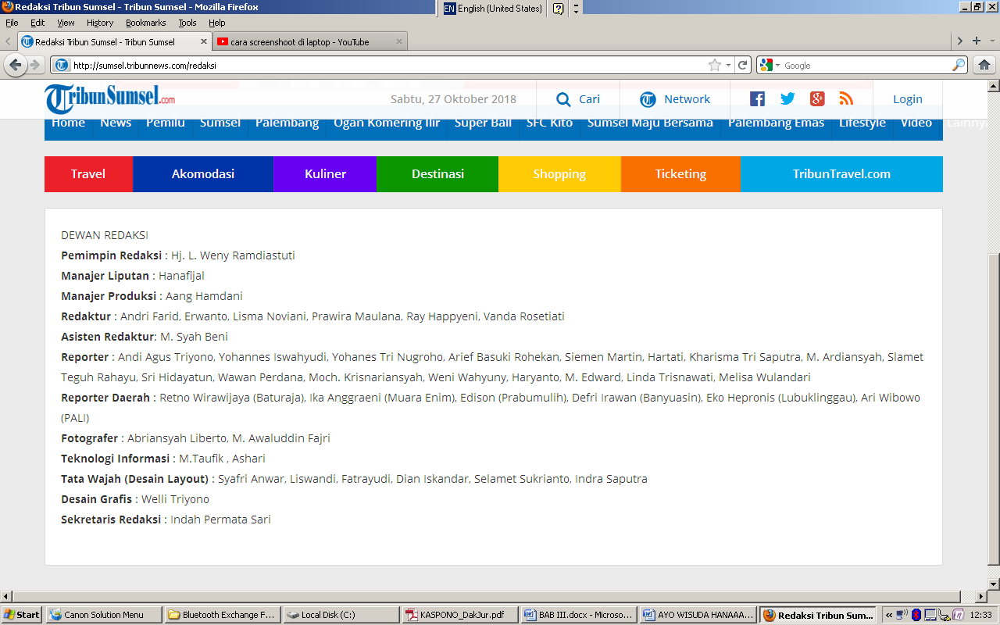 Redaksi Tribun Sumsel - Tribun Sumsel - Mozilla Firefox
EN English (United States)
File Edit View History Bookmarks Tools Help
Redaksi Tribun Sumsel - Tribun Sumsel
cara screenshoot di laptop - YouTube
http://sumsel.tribunnews.com/redaksi
Google
TribunSumsel.com
Sabtu, 27 Oktober 2018
Cari
Network
Login
Home News Pemilu Sumsel Palembang Ogan Komering Ilir Super Ball SFC Kito Sumsel Maju Bersama Palembang Emas Lifestyle Video Lainnya
Travel Akomodasi Kuliner Destinasi Shopping Ticketing TribunTravel.com
DEWAN REDAKSI
Pemimpin Redaksi : Hj. L. Weny Ramdiastuti
Manajer Liputan : Hanafijal
Manajer Produksi : Aang Hamdani
Redaktur : Andri Farid, Erwanto, Lisma Noviani, Prawira Maulana, Ray Happyeni, Vanda Rosetiati
Asisten Redaktur: M. Syah Beni
Reporter : Andi Agus Triyono, Yohannes Iswahyudi, Yohanes Tri Nugroho, Arief Basuki Rohekan, Siemen Martin, Hartati, Kharisma Tri Saputra, M. Ardiansyah, Slamet
Teguh Rahayu, Sri Hidayatun, Wawan Perdana, Moch. Krisnariansyah, Weni Wahyuny, Haryanto, M. Edward, Linda Trisnawati, Melisa Wulandari
Reporter Daerah : Retno Wirawijaya (Baturaja), Ika Anggraeni (Muara Enim), Edison (Prabumulih), Defri Irawan (Banyuasin), Eko Hepronis (Lubuklinggau), Ari Wibowo
(PALI)
Fotografer : Abriansyah Liberto, M. Awaluddin Fajri
Teknologi Informasi : M.Taufik , Ashari
Tata Wajah (Desain Layout) : Syafri Anwar, Liswandi, Fatrayudi, Dian Iskandar, Selamet Sukrianto, Indra Saputra
Desain Grafis : Welli Triyono
Sekretaris Redaksi : Indah Permata Sari
Start Canon Solution Menu Bluetooth Exchange F... Local Disk (C:) KASPONO_DakJur.pdf BAB III.docx - Microso... AYO WISUDA HANAAA... Redaksi Tribun Sum... 12:33